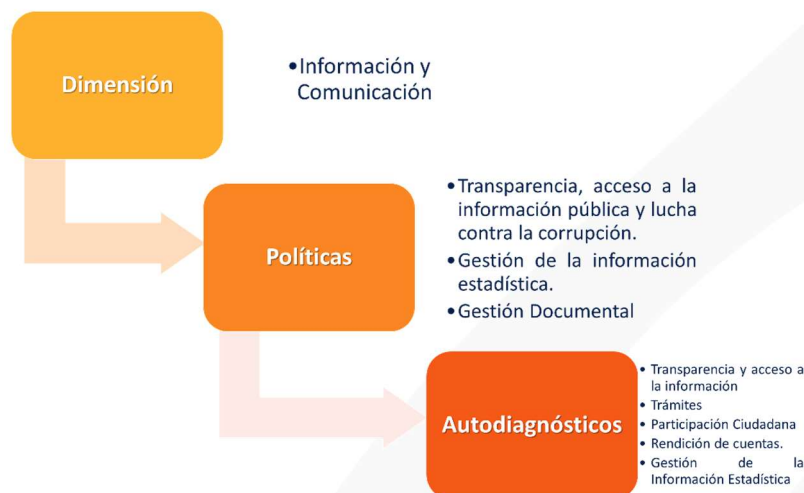 Dimensión
•Información y
Comunicación
Políticas
•Transparencia, acceso a la
información pública y lucha
contra la corrupción.
•Gestión de la información
estadística.
•Gestión Documental
Autodiagnósticos
• Transparencia y acceso a
la información
• Trámites
• Participación Ciudadana
• Rendición de cuentas.
• Gestión de la
Información Estadística